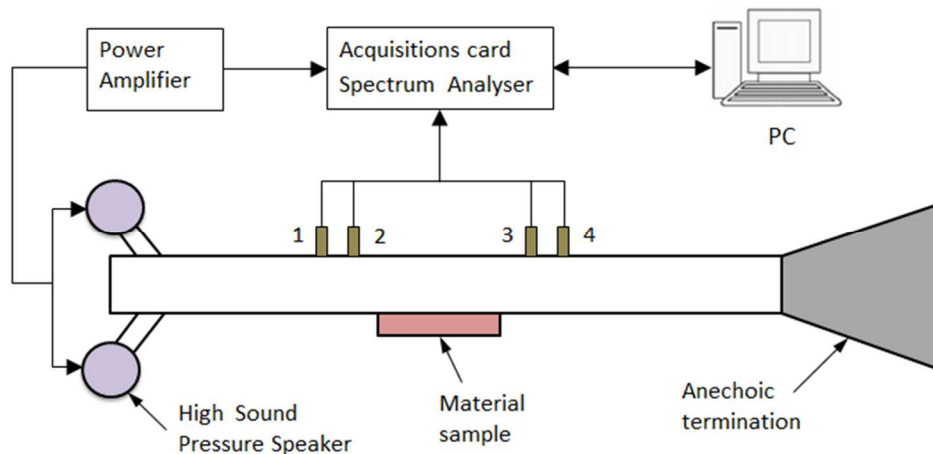 Power
Amplifier
Acquisitions card
Spectrum Analyser
PC
1
2
3
4
High Sound
Pressure Speaker
Material
sample
Anechoic
termination